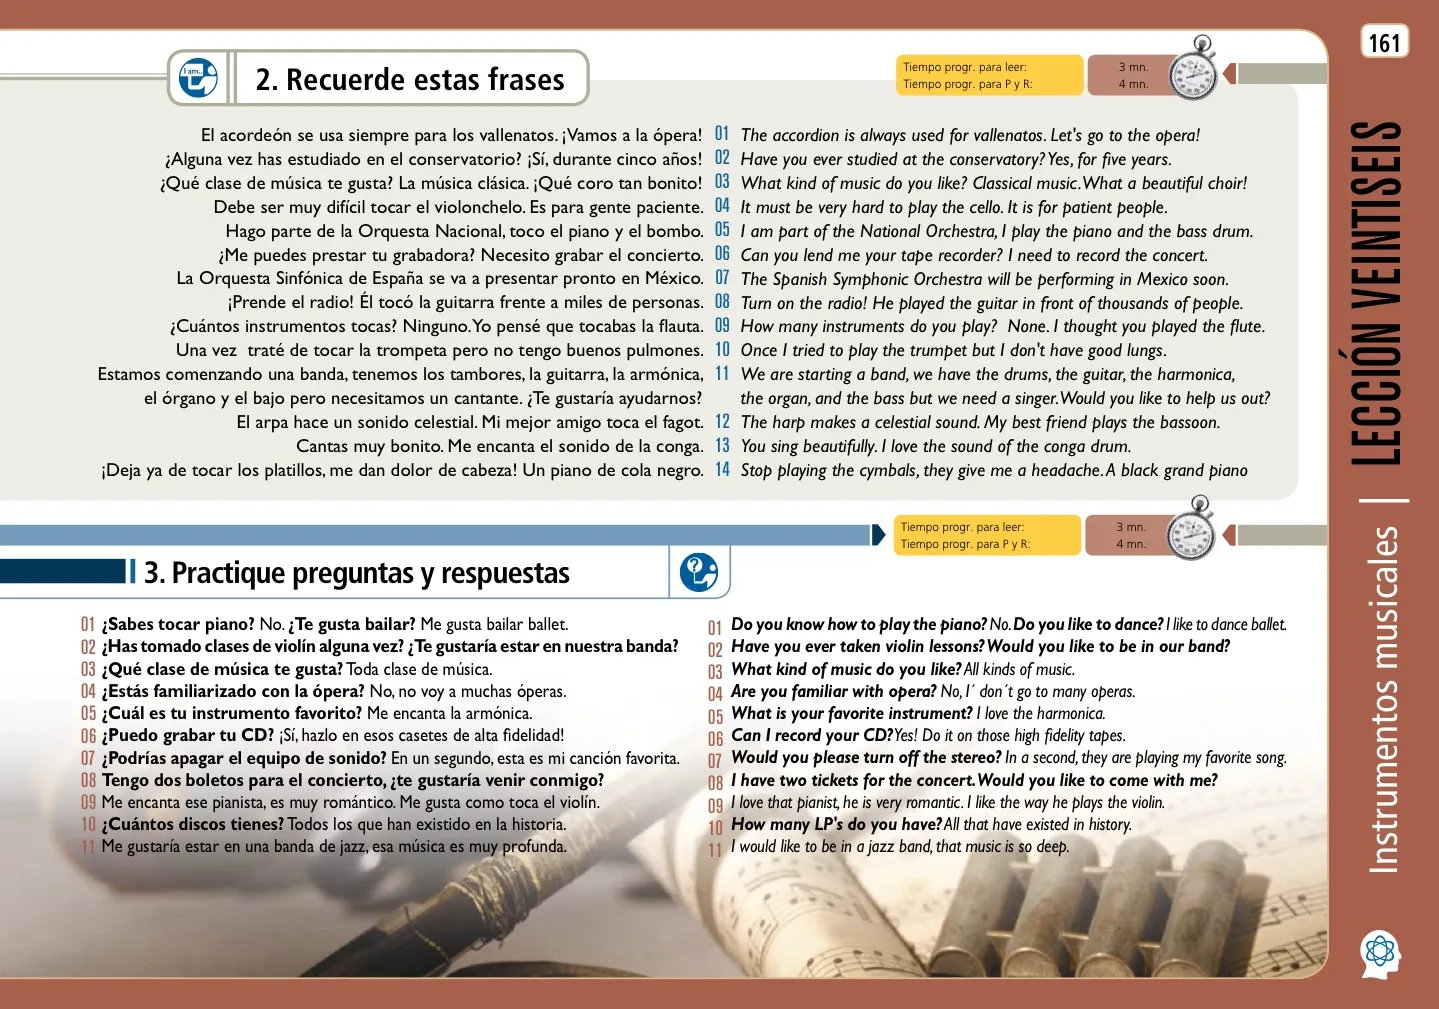 161
I am..
2. Recuerde estas frases
Tiempo progr. para leer: 3 mn.
Tiempo progr. para P y R: 4 mn.
El acordeón se usa siempre para los vallenatos. ¡Vamos a la ópera! 01 The accordion is always used for vallenatos. Let's go to the opera!
¿Alguna vez has estudiado en el conservatorio? ¡Sí, durante cinco años! 02 Have you ever studied at the conservatory? Yes, for five years.
¿Qué clase de música te gusta? La música clásica. ¡Qué coro tan bonito! 03 What kind of music do you like? Classical music. What a beautiful choir!
Debe ser muy difícil tocar el violonchelo. Es para gente paciente. 04 It must be very hard to play the cello. It is for patient people.
Hago parte de la Orquesta Nacional, toco el piano y el bombo. 05 I am part of the National Orchestra, I play the piano and the bass drum.
¿Me puedes prestar tu grabadora? Necesito grabar el concierto. 06 Can you lend me your tape recorder? I need to record the concert.
La Orquesta Sinfónica de España se va a presentar pronto en México. 07 The Spanish Symphonic Orchestra will be performing in Mexico soon.
¡Prende el radio! Él tocó la guitarra frente a miles de personas. 08 Turn on the radio! He played the guitar in front of thousands of people.
¿Cuántos instrumentos tocas? Ninguno. Yo pensé que tocabas la flauta. 09 How many instruments do you play? None. I thought you played the flute.
Una vez traté de tocar la trompeta pero no tengo buenos pulmones. 10 Once I tried to play the trumpet but I don't have good lungs.
Estamos comenzando una banda, tenemos los tambores, la guitarra, la armónica, 11 We are starting a band, we have the drums, the guitar, the harmonica,
el órgano y el bajo pero necesitamos un cantante. ¿Te gustaría ayudarnos? the organ, and the bass but we need a singer. Would you like to help us out?
El arpa hace un sonido celestial. Mi mejor amigo toca el fagot. 12 The harp makes a celestial sound. My best friend plays the bassoon.
Cantas muy bonito. Me encanta el sonido de la conga. 13 You sing beautifully. I love the sound of the conga drum.
¡Deja ya de tocar los platillos, me dan dolor de cabeza! Un piano de cola negro. 14 Stop playing the cymbals, they give me a headache. A black grand piano
Tiempo progr. para leer: 3 mn.
Tiempo progr. para P y R: 4 mn.
3. Practique preguntas y respuestas
?
01 ¿Sabes tocar piano? No. ¿Te gusta bailar? Me gusta bailar ballet.
02 ¿Has tomado clases de violín alguna vez? ¿Te gustaría estar en nuestra banda?
03 ¿Qué clase de música te gusta? Toda clase de música.
04 ¿Estás familiarizado con la ópera? No, no voy a muchas óperas.
05 ¿Cuál es tu instrumento favorito? Me encanta la armónica.
06 ¿Puedo grabar tu CD? ¡Sí, hazlo en esos casetes de alta fidelidad!
07 ¿Podrías apagar el equipo de sonido? En un segundo, esta es mi canción favorita.
08 Tengo dos boletos para el concierto, ¿te gustaría venir conmigo?
09 Me encanta ese pianista, es muy romántico. Me gusta como toca el violín.
10 ¿Cuántos discos tienes? Todos los que han existido en la historia.
11 Me gustaría estar en una banda de jazz, esa música es muy profunda.
01 Do you know how to play the piano? No. Do you like to dance? I like to dance ballet.
02 Have you ever taken violin lessons? Would you like to be in our band?
03 What kind of music do you like? All kinds of music.
04 Are you familiar with opera? No, I´ don´t go to many operas.
05 What is your favorite instrument? I love the harmonica.
06 Can I record your CD? Yes! Do it on those high fidelity tapes.
07 Would you please turn off the stereo? In a second, they are playing my favorite song.
08 I have two tickets for the concert. Would you like to come with me?
09 I love that pianist, he is very romantic. I like the way he plays the violin.
10 How many LP's do you have? All that have existed in history.
11 I would like to be in a jazz band, that music is so deep.
Instrumentos musicales | LECCIÓN VEINTISEIS